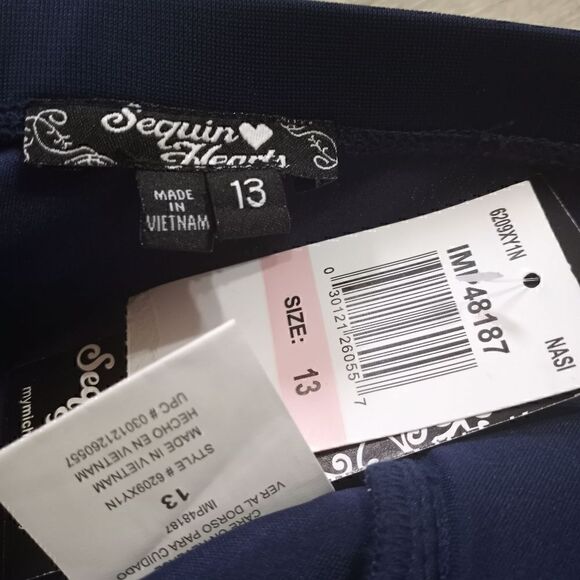 Sequin
Hearts
MADE
IN
VIETNAM
13
6209XY1N
IMP48187
NASI
0 30121 26055 7
SIZE:
13
Seq
mymich
UPC # 030121260557
HECHO EN VIETNAM
MADE IN VIETNAM
STYLE # 6209XY1N
13
IMP48187
VER AL DORSO PARA CUIDADO